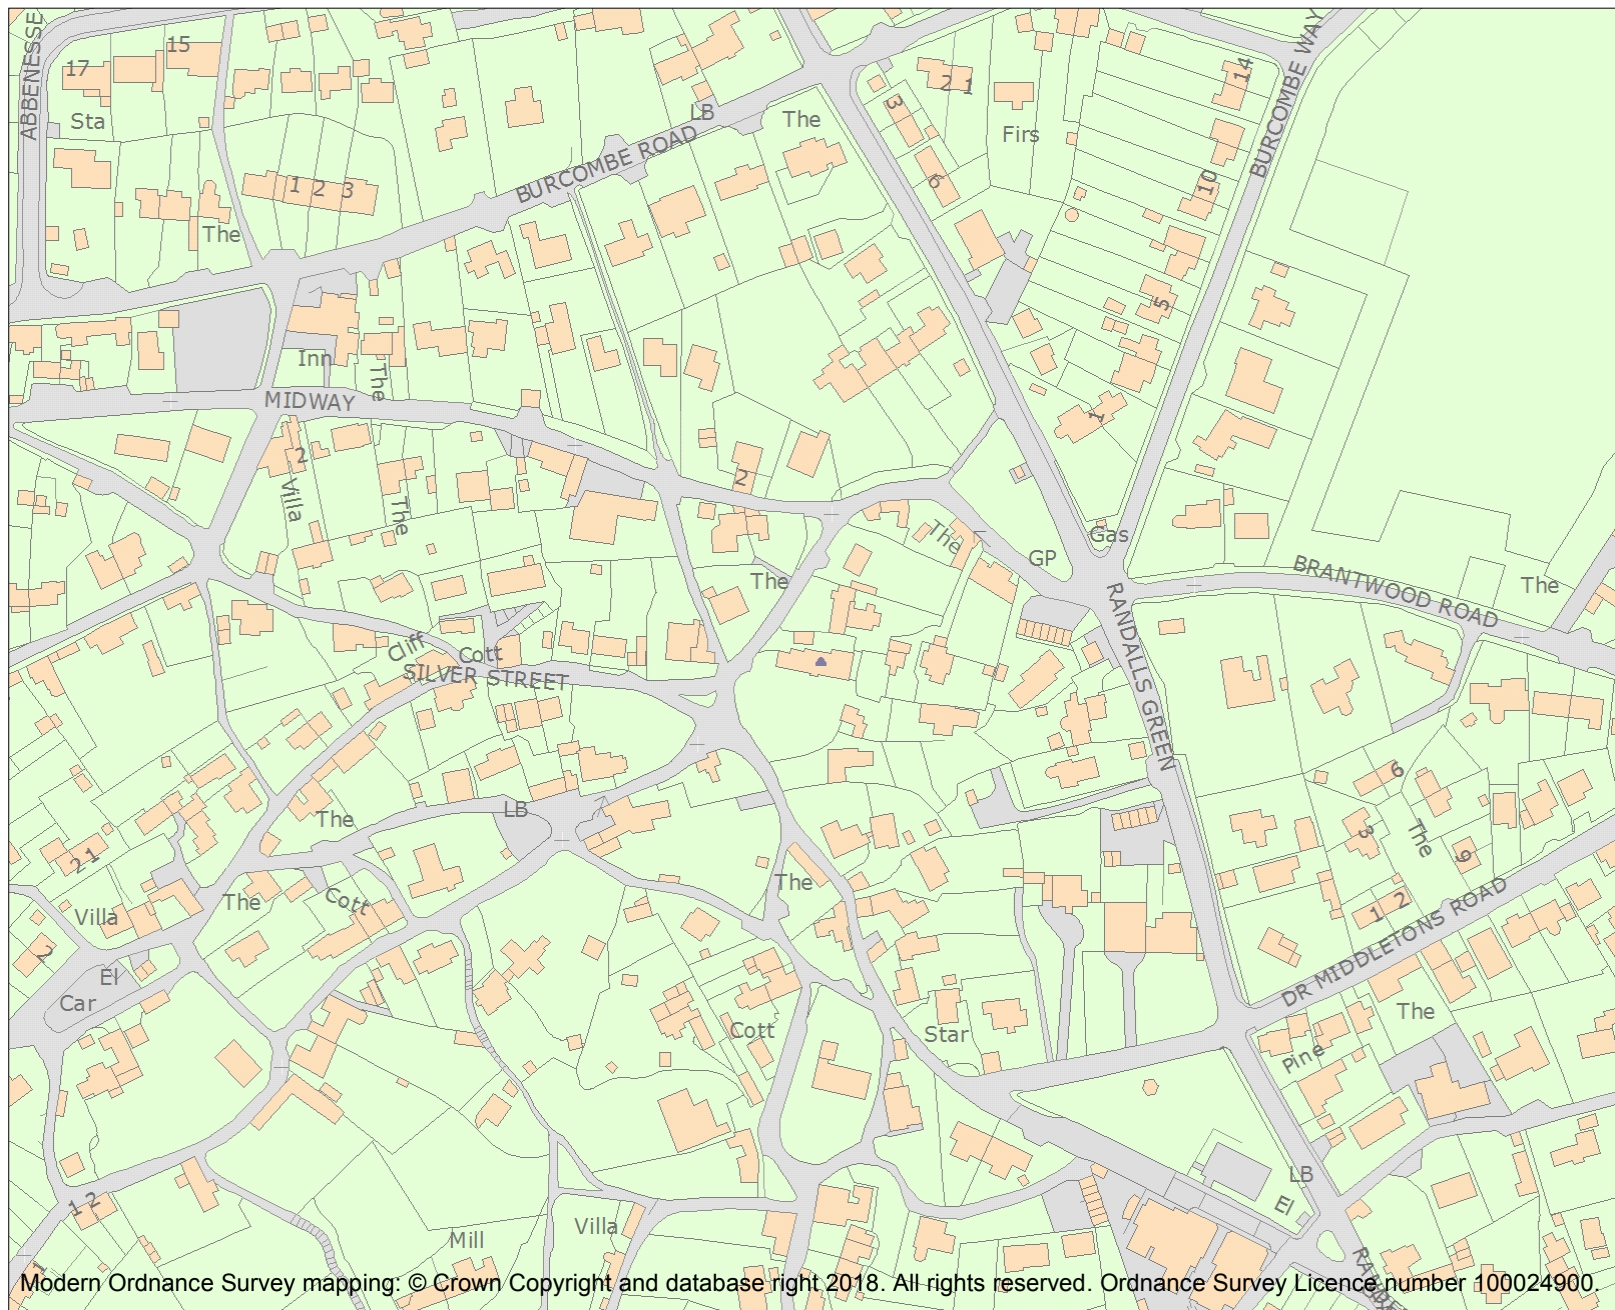 ABBENESSE
15
17
Sta
The
1 2 3
BURCOMBE ROAD
LB
The
2 1
3
6
Firs
14
10
5
1
BURCOMBE WAY
Inn
The
MIDWAY
2
Villa
The
2
The
The
GP
Gas
BRANTWOOD ROAD
The
RANDALLS GREEN
Cliff
Cott
SILVER STREET
LB
The
2 1
Villa
The
Cott
2
El
Car
The
6
3
The
9
1 2
DR MIDDLETONS ROAD
Cott
Star
The
Pine
LB
El
1 2
Mill
Villa
1
Modern Ordnance Survey mapping: © Crown Copyright and database right 2018. All rights reserved. Ordnance Survey Licence number 100024900.